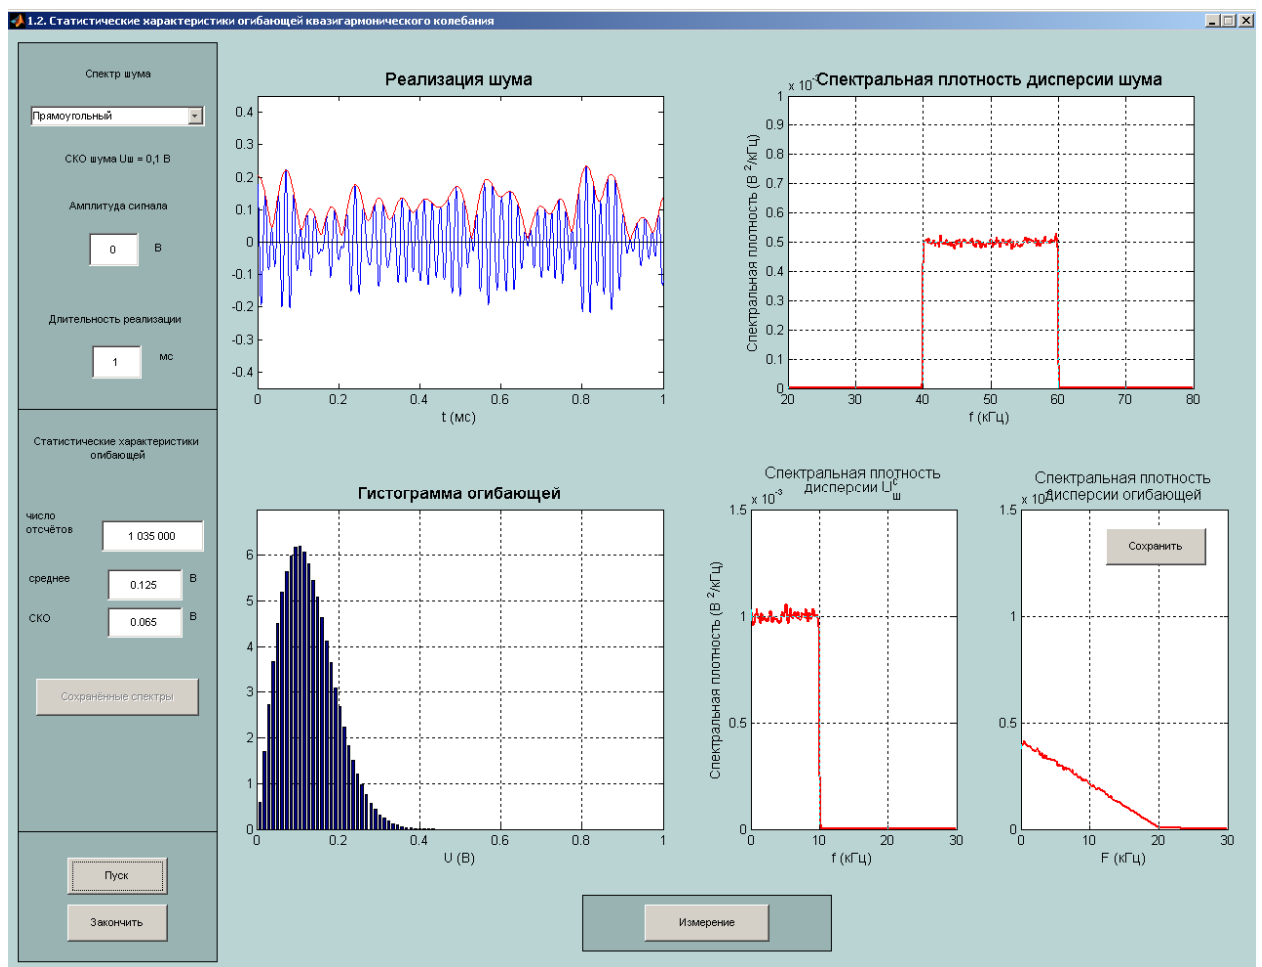 1.2. Статистические характеристики огибающей квазигармонического колебания
Спектр шума
Прямоугольный
СКО шума Uш = 0,1 В
Амплитуда сигнала
0 В
Длительность реализации
1 мс
Статистические характеристики
огибающей
число
отсчётов
1 035 000
среднее 0.125 В
СКО 0.065 В
Сохранённые спектры
Пуск
Закончить
Реализация шума
0.4
0.3
0.2
0.1
0
-0.1
-0.2
-0.3
-0.4
0 0.2 0.4 0.6 0.8 1
t (мс)
x 10
Спектральная плотность дисперсии шума
Спектральная плотность (В 2/кГц)
1
0.9
0.8
0.7
0.6
0.5
0.4
0.3
0.2
0.1
0
20 30 40 50 60 70 80
f (кГц)
Гистограмма огибающей
6
5
4
3
2
1
0
0 0.2 0.4 0.6 0.8 1
U (В)
Спектральная плотность
дисперсии Uсш
x 10-3
Спектральная плотность (В 2/кГц)
1.5
1
0.5
0
0 10 20 30
f (кГц)
Спектральная плотность
дисперсии огибающей
x 10
1.5
1
0.5
0
0 10 20 30
F (кГц)
Сохранить
Измерение